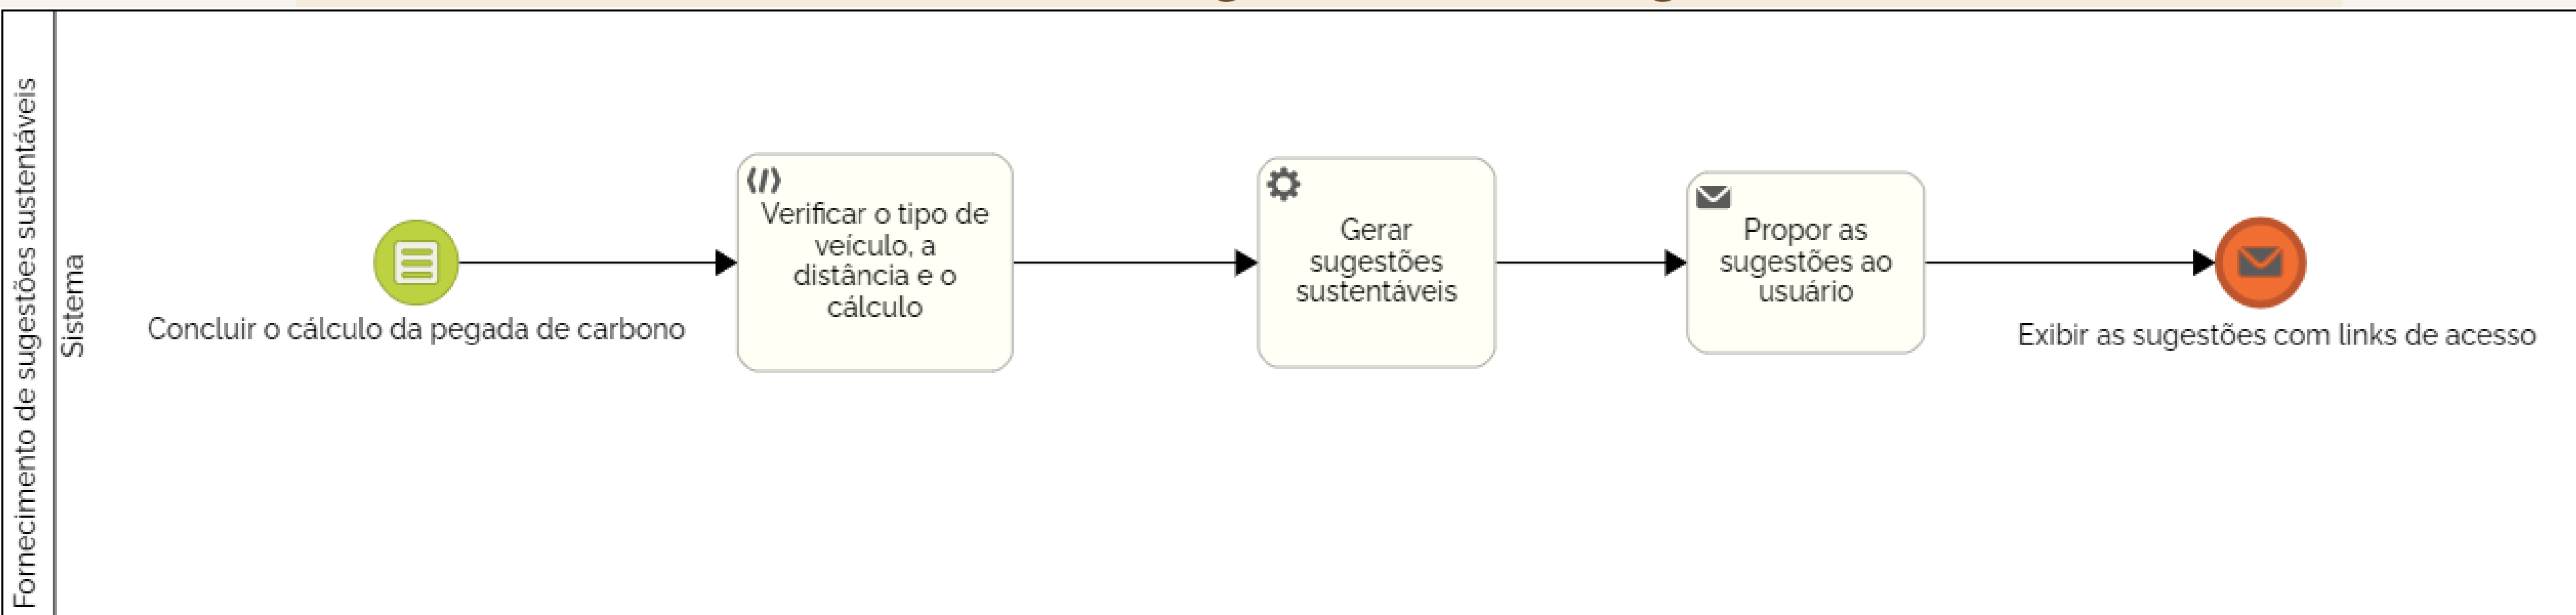 Fornecimento de sugestões sustentáveis
Sistema
Concluir o cálculo da pegada de carbono
Verificar o tipo de
veículo, a
distância e o
cálculo
Gerar
sugestões
sustentáveis
Propor as
sugestões ao
usuário
Exibir as sugestões com links de acesso